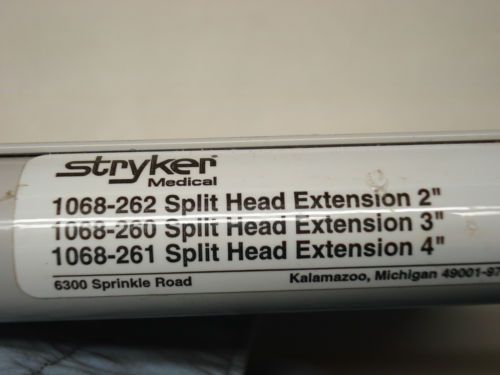 stryker
Medical
1068-262 Split Head Extension 2"
1068-260 Split Head Extension 3"
1068-261 Split Head Extension 4"
6300 Sprinkle Road Kalamazoo, Michigan